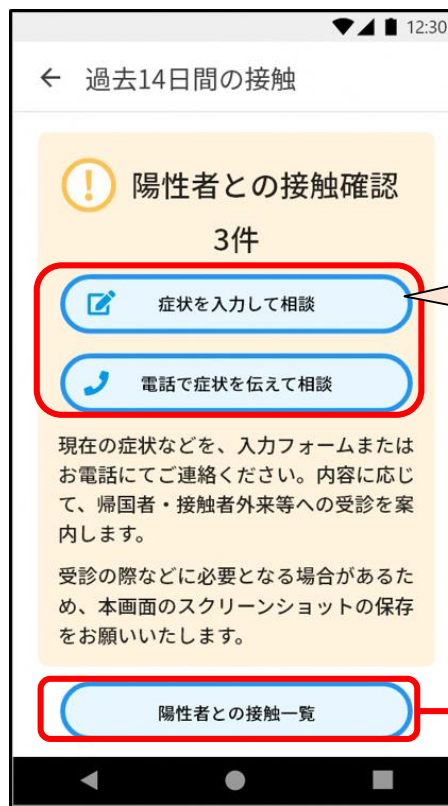 12:30
← 過去14日間の接触
陽性者との接触確認
3件
症状を入力して相談
電話で症状を伝えて相談
現在の症状などを、入力フォームまたは
お電話にてご連絡ください。内容に応じ
て、帰国者・接触者外来等への受診を案
内します。
受診の際などに必要となる場合があるた
め、本画面のスクリーンショットの保存
をお願いいたします。
陽性者との接触一覧